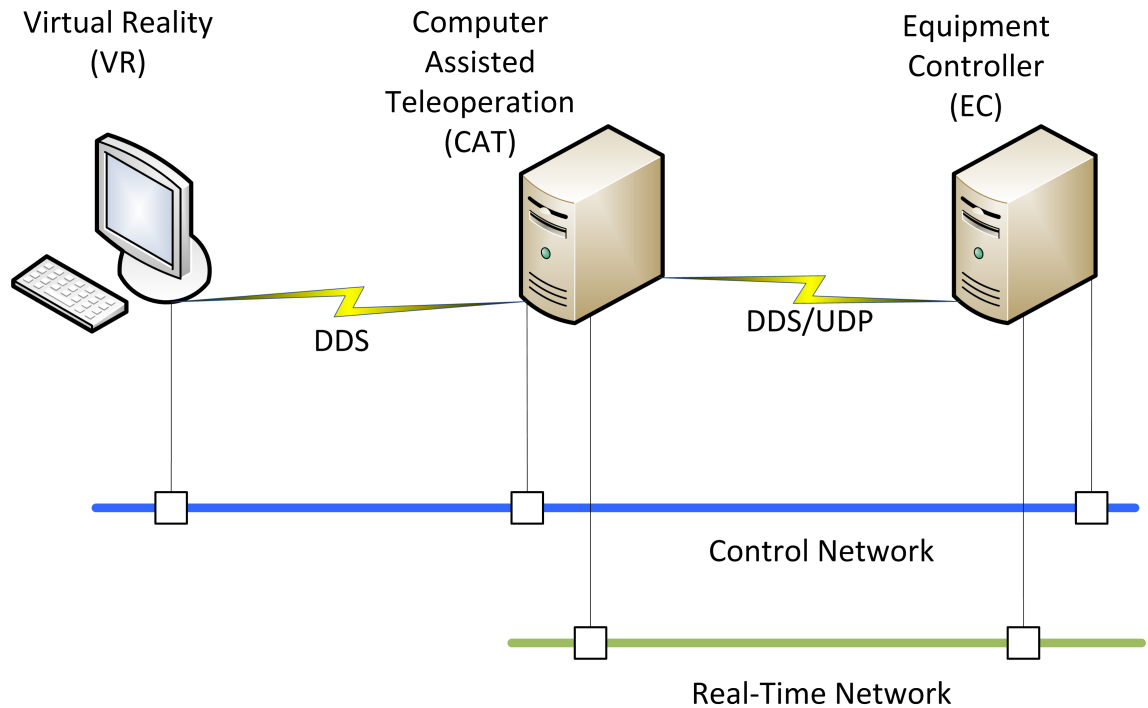 Virtual Reality
(VR)
Computer
Assisted
Teleoperation
(CAT)
Equipment
Controller
(EC)
DDS
DDS/UDP
Control Network
Real-Time Network